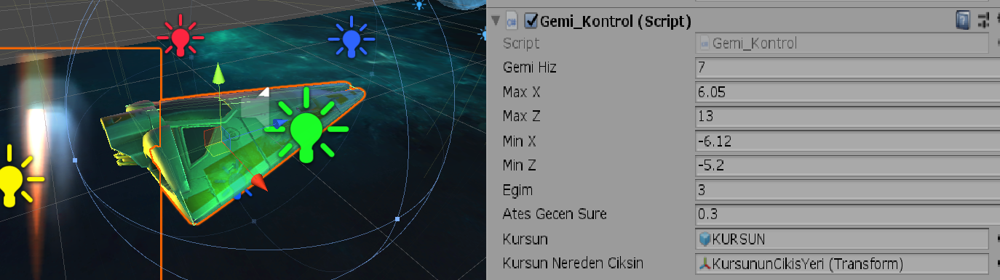 Gemi_Kontrol (Script)
Script Gemi_Kontrol
Gemi Hiz 7
Max X 6.05
Max Z 13
Min X -6.12
Min Z -5.2
Egim 3
Ates Gecen Sure 0.3
Kursun KURSUN
Kursun Nereden Ciksin KursununCikisYeri (Transform)